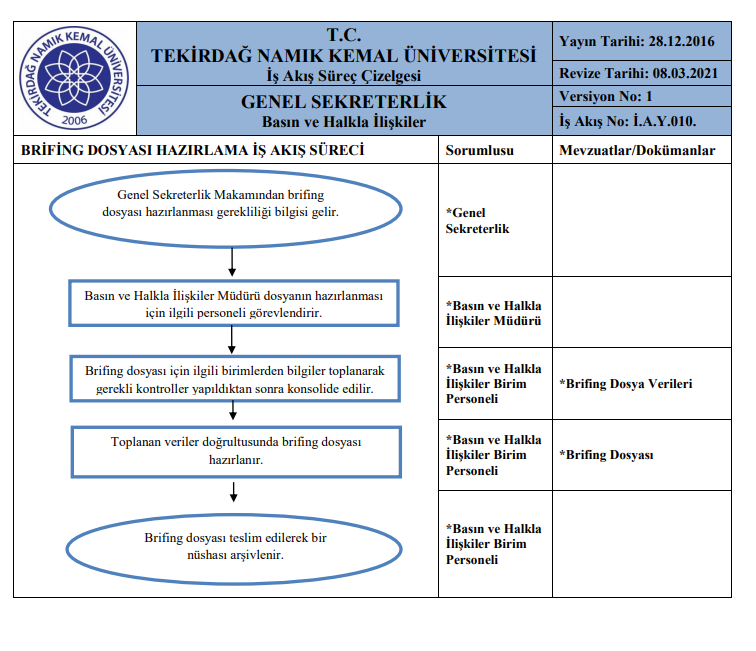 TEKİRDAĞ NAMIK KEMAL ÜNİVERSİTESİ
2006
T.C.
TEKİRDAĞ NAMIK KEMAL ÜNİVERSİTESİ
İş Akış Süreç Çizelgesi
GENEL SEKRETERLİK
Basın ve Halkla İlişkiler
Yayın Tarihi: 28.12.2016
Revize Tarihi: 08.03.2021
Versiyon No: 1
İş Akış No: İ.A.Y.010.
BRİFİNG DOSYASI HAZIRLAMA İŞ AKIŞ SÜRECİ
Sorumlusu
Mevzuatlar/Dokümanlar
Genel Sekreterlik Makamından brifing
dosyası hazırlanması gerekliliği bilgisi gelir.
*Genel
Sekreterlik
Basın ve Halkla İlişkiler Müdürü dosyanın hazırlanması
için ilgili personeli görevlendirir.
*Basın ve Halkla
İlişkiler Müdürü
Brifing dosyası için ilgili birimlerden bilgiler toplanarak
gerekli kontroller yapıldıktan sonra konsolide edilir.
*Basın ve Halkla
İlişkiler Birim
Personeli
*Brifing Dosya Verileri
Toplanan veriler doğrultusunda brifing dosyası
hazırlanır.
*Basın ve Halkla
İlişkiler Birim
Personeli
*Brifing Dosyası
Brifing dosyası teslim edilerek bir
nüshası arşivlenir.
*Basın ve Halkla
İlişkiler Birim
Personeli